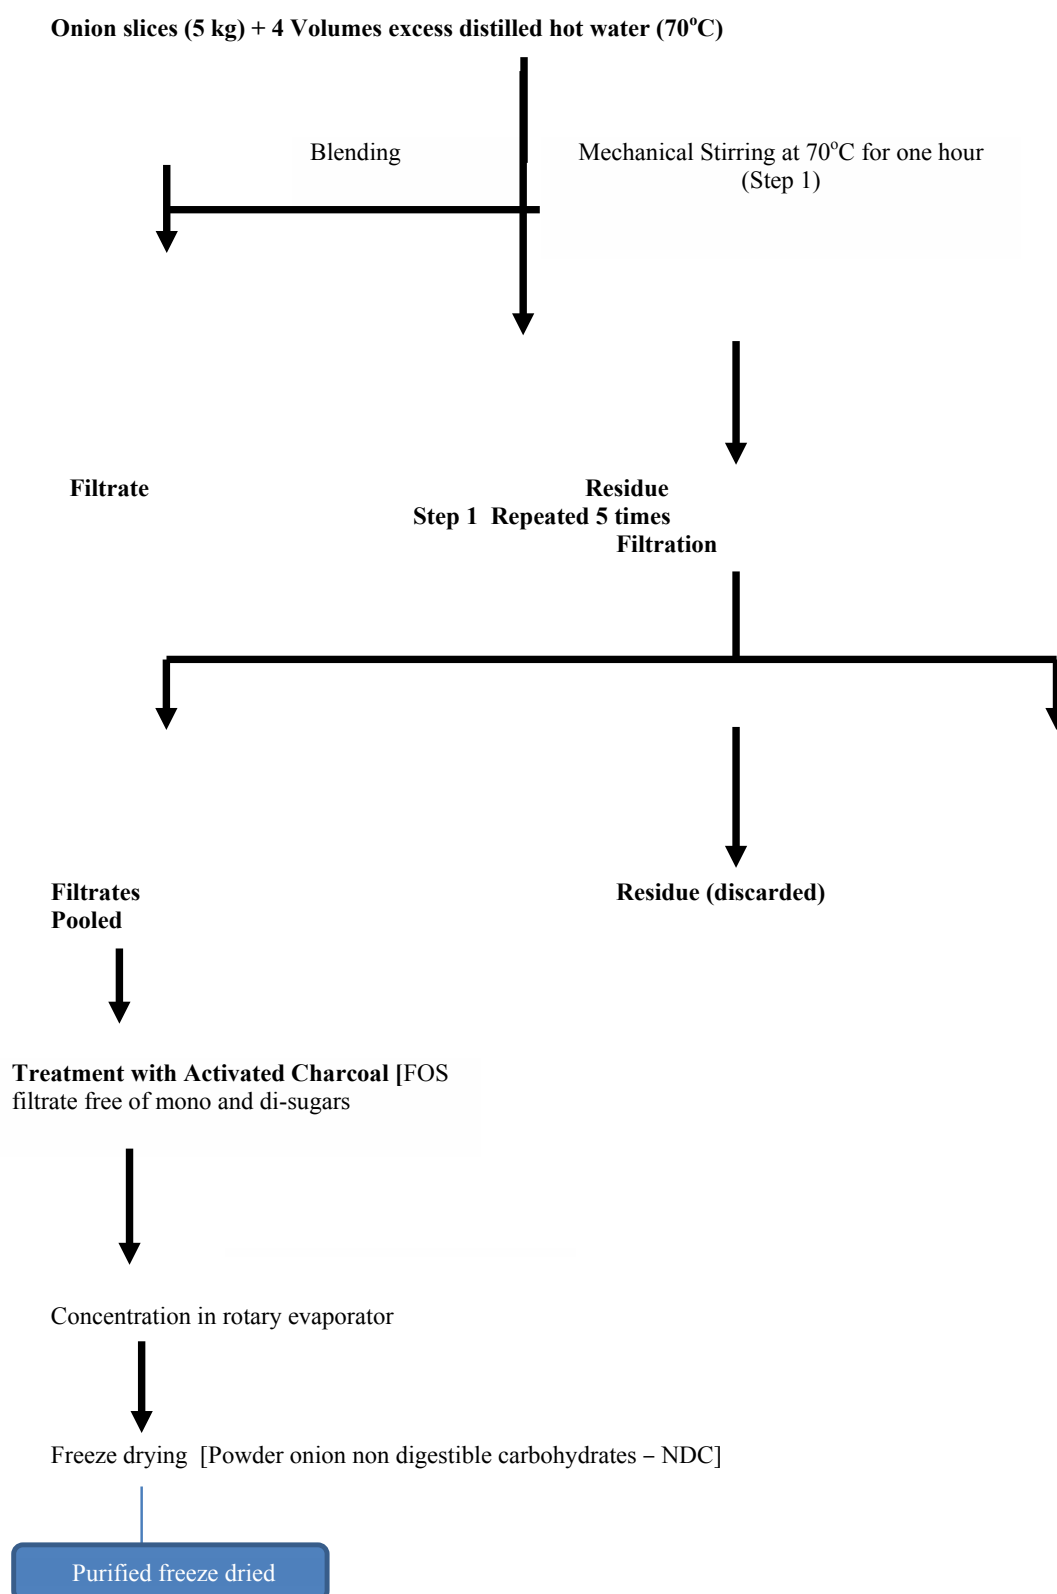 Onion slices (5 kg) + 4 Volumes excess distilled hot water (70°C)
Blending
Mechanical Stirring at 70°C for one hour
(Step 1)
Filtrate
Residue
Step 1 Repeated 5 times
Filtration
Filtrates
Pooled
Residue (discarded)
Treatment with Activated Charcoal [FOS
filtrate free of mono and di-sugars
Concentration in rotary evaporator
Freeze drying [Powder onion non digestible carbohydrates – NDC]
Purified freeze dried